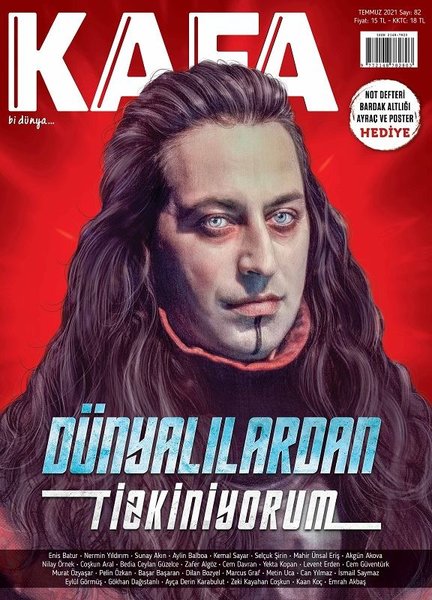 TEMMUZ 2021 Sayı: 82
Fiyat: 15 TL - KKTC: 18 TL
KAFA
bi dünya...
NOT DEFTERİ
BARDAK ALTLIĞI
AYRAÇ VE POSTER
HEDİYE
DÜNYALILARDAN
TİZKİNİYORUM
Enis Batur • Nermin Yıldırım • Sunay Akın • Aylin Balboa • Kemal Sayar • Selçuk Şirin • Mahir Ünsal Eriş • Akgün Akova
Nilay Örnek • Coşkun Aral • Bedia Ceylan Güzelce • Zafer Algöz • Cem Davran • Yekta Kopan • Levent Erden • Cem Güventürk
Murat Özyaşar • Pelin Özkan • Başar Başaran • Dilan Bozyel • Marcus Graf • Metin Uca • Can Yılmaz • İsmail Saymaz
Eylül Görmüş • Gökhan Dağıstanlı • Ayça Derin Karabulut • Zeki Kayahan Coşkun • Kaan Koç • Emrah Akbaş